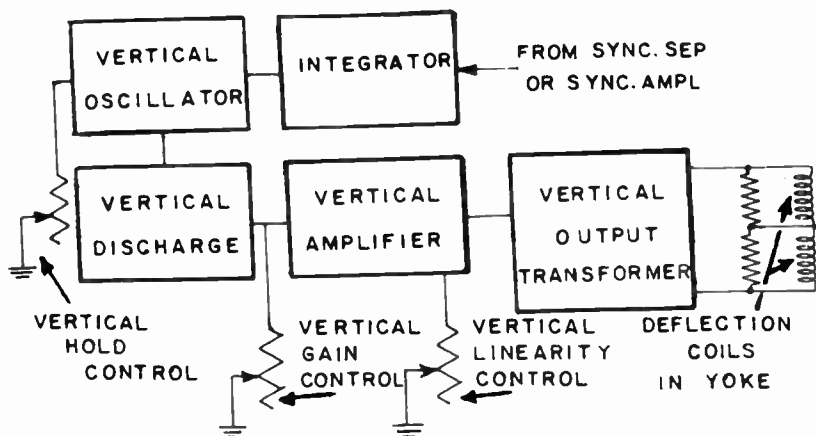 VERTICAL
OSCILLATOR
INTEGRATOR
FROM SYNC. SEP
OR SYNC. AMPL
VERTICAL
DISCHARGE
VERTICAL
AMPLIFIER
VERTICAL
OUTPUT
TRANSFORMER
VERTICAL
HOLD
CONTROL
VERTICAL
GAIN
CONTROL
VERTICAL
LINEARITY
CONTROL
DEFLECTION
COILS
IN YOKE